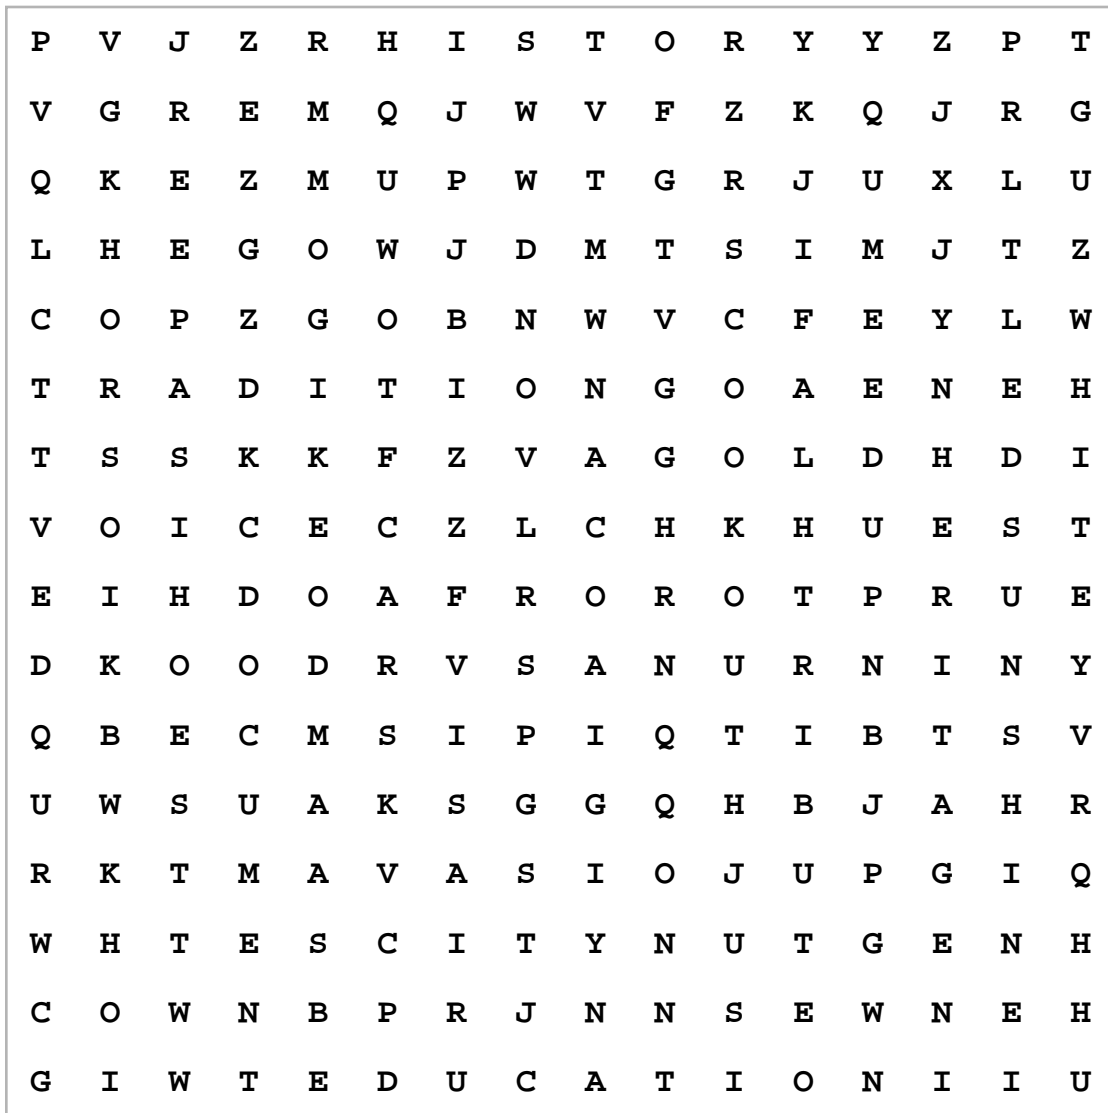 P V J Z R H I S T O R Y Y Z P T
V G R E M Q J W V F Z K Q J R G
Q K E Z M U P W T G R J U X L U
L H E G O W J D M T S I M J T Z
C O P Z G O B N W V C F E Y L W
T R A D I T I O N G O A E N E H
T S S K K F Z V A G O L D H D I
V O I C E C Z L C H K H U E S T
E I H D O A F R O R O T P R U E
D K O O D R V S A N U R N I N Y
Q B E C M S I P I Q T I B T S V
U W S U A K S G G Q H B J A H R
R K T M A V A S I O J U P G I Q
W H T E S C I T Y N U T G E N H
C O W N B P R J N N S E W N E H
G I W T E D U C A T I O N I I U